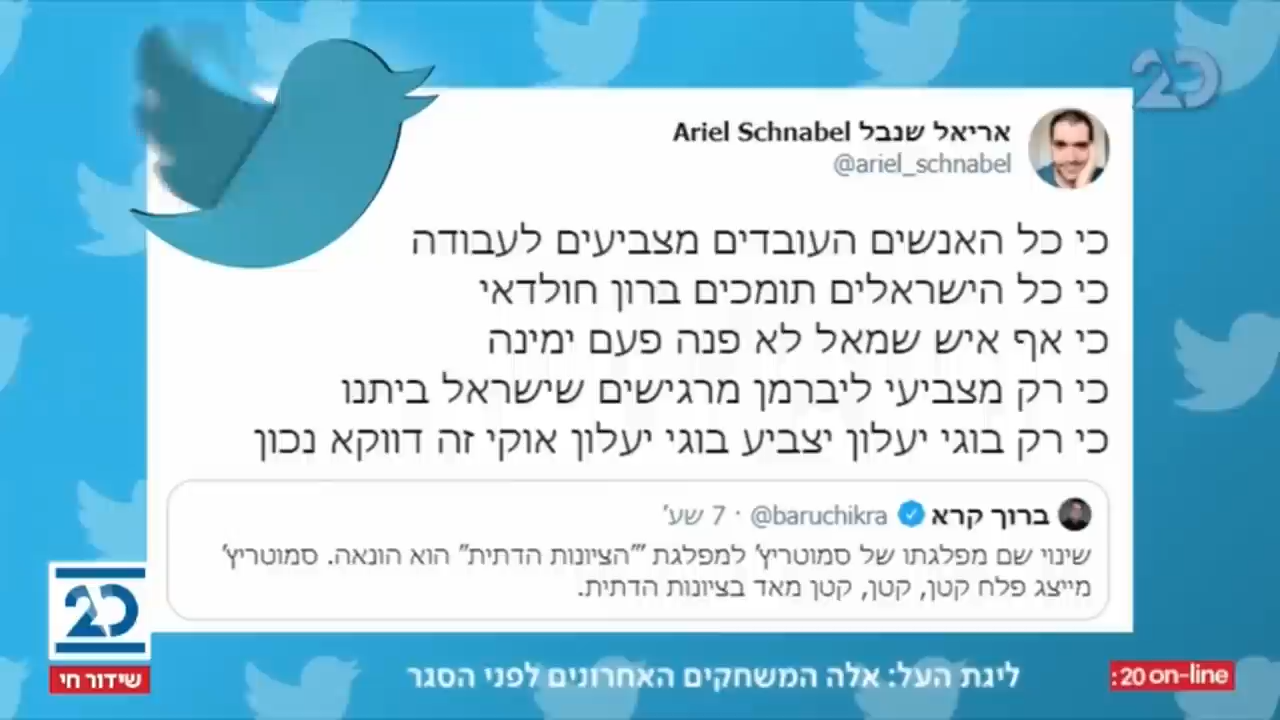 20
אריאל שנבל Ariel Schnabel
@ariel_schnabel
כי כל האנשים העובדים מצביעים לעבודה
כי כל הישראלים תומכים ברון חולדאי
כי אף איש שמאל לא פנה פעם ימינה
כי רק מצביעי ליברמן מרגישים שישראל ביתנו
כי רק בוגי יעלון יצביע בוגי יעלון אוקי זה דווקא נכון
ברוך קרא @baruchikra · 7 שע'
שינוי שם מפלגתו של סמוטריץ' למפלגת "'הציונות הדתית" הוא הונאה. סמוטריץ'
מייצג פלח קטן, קטן, קטן מאד בציונות הדתית.
20
שידור חי
20 on-line:
ליגת העל: אלה המשחקים האחרונים לפני הסגר